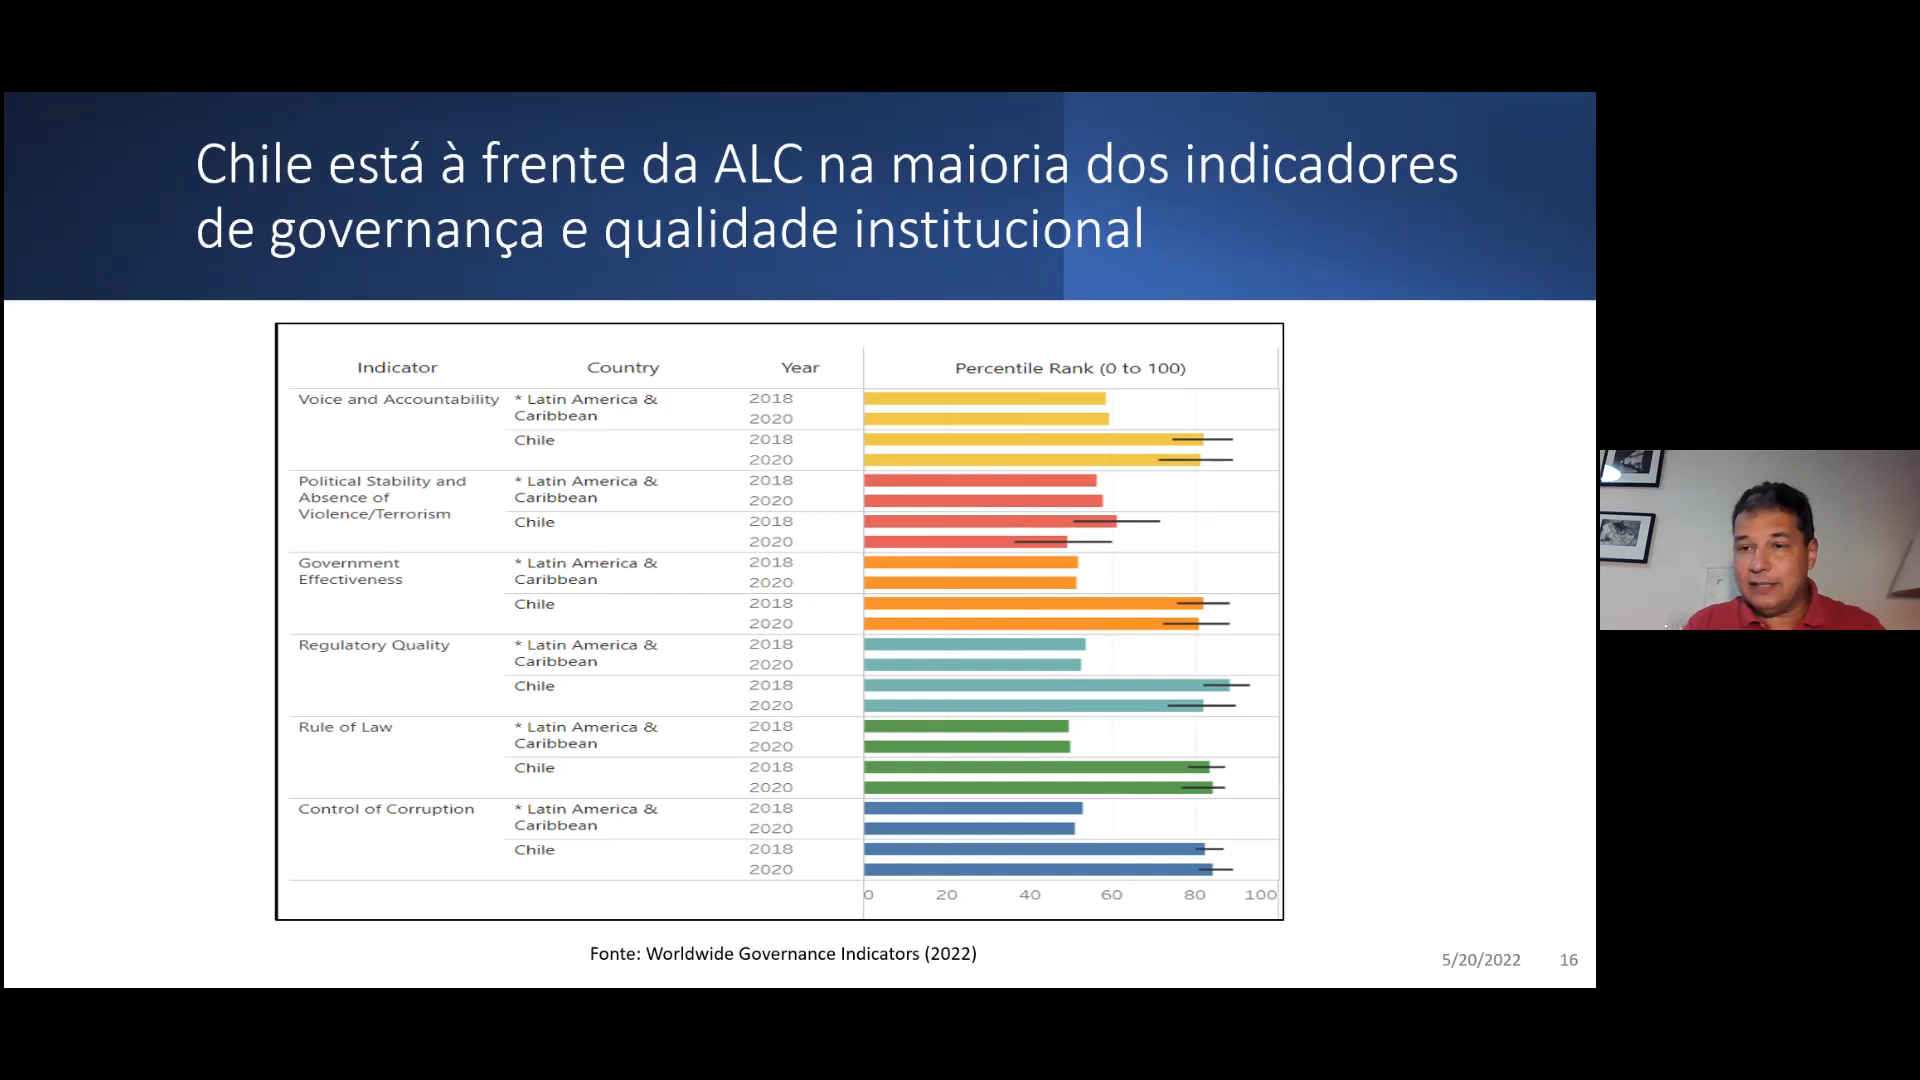 Chile está à frente da ALC na maioria dos indicadores
de governança e qualidade institucional
Indicator Country Year Percentile Rank (0 to 100)
Voice and Accountability * Latin America & 2018
Caribbean 2020
Chile 2018
2020
Political Stability and * Latin America & 2018
Absence of Caribbean 2020
Violence/Terrorism Chile 2018
2020
Government * Latin America & 2018
Effectiveness Caribbean 2020
Chile 2018
2020
Regulatory Quality * Latin America & 2018
Caribbean 2020
Chile 2018
2020
Rule of Law * Latin America & 2018
Caribbean 2020
Chile 2018
2020
Control of Corruption * Latin America & 2018
Caribbean 2020
Chile 2018
2020
0 20 40 60 80 100
Fonte: Worldwide Governance Indicators (2022)
5/20/2022 16